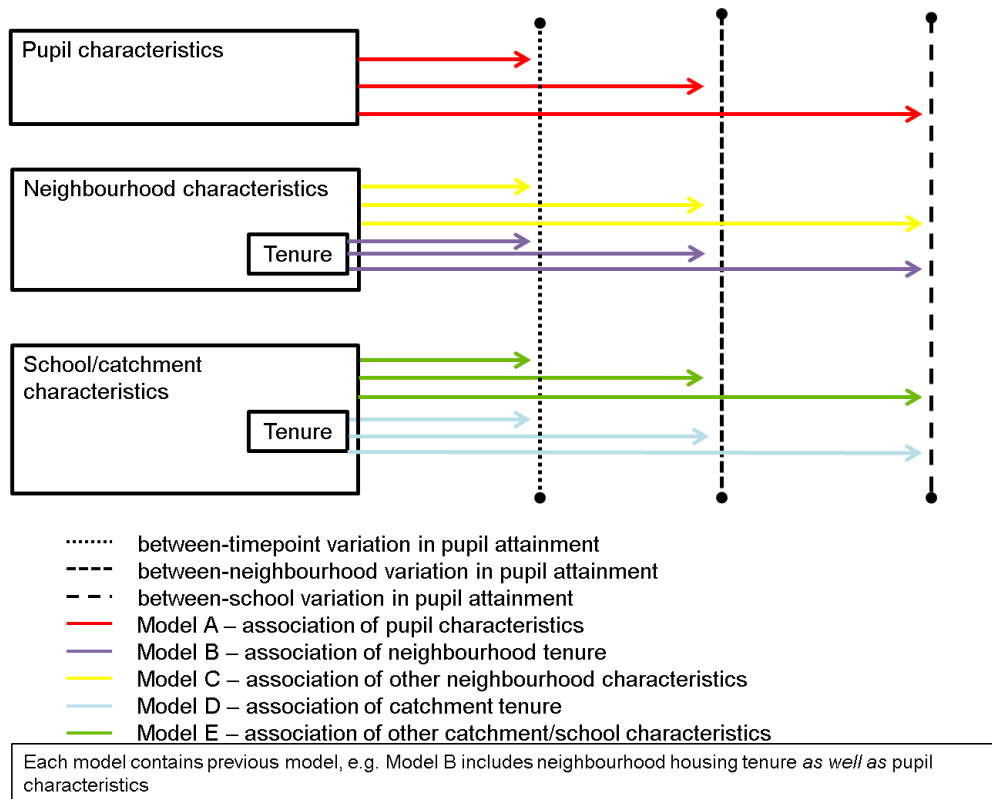 Pupil characteristics
Neighbourhood characteristics
Tenure
School/catchment
characteristics
Tenure
between-timepoint variation in pupil attainment
between-neighbourhood variation in pupil attainment
between-school variation in pupil attainment
Model A – association of pupil characteristics
Model B – association of neighbourhood tenure
Model C – association of other neighbourhood characteristics
Model D – association of catchment tenure
Model E – association of other catchment/school characteristics
Each model contains previous model, e.g. Model B includes neighbourhood housing tenure as well as pupil
characteristics